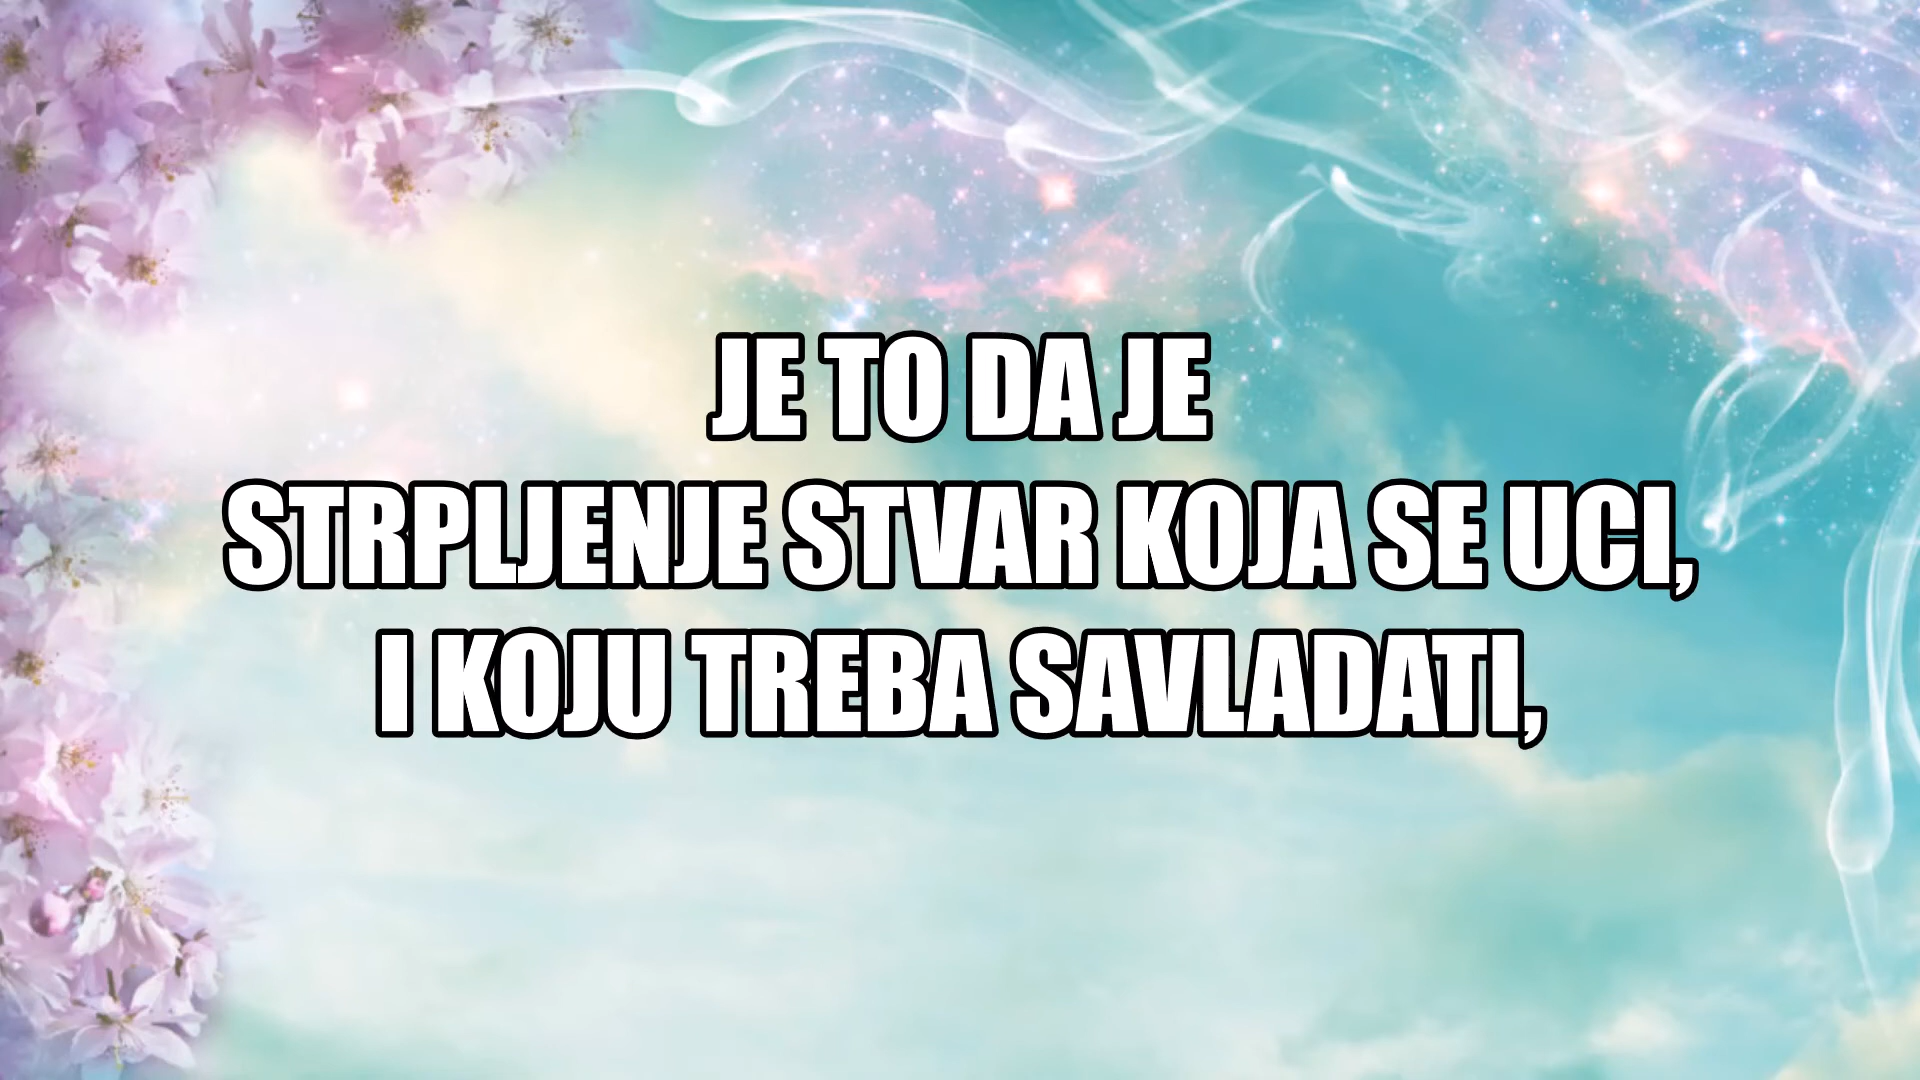 JE TO DA JE
STRPLJENJE STVAR KOJA SE UCI,
I KOJU TREBA SAVLADATI,